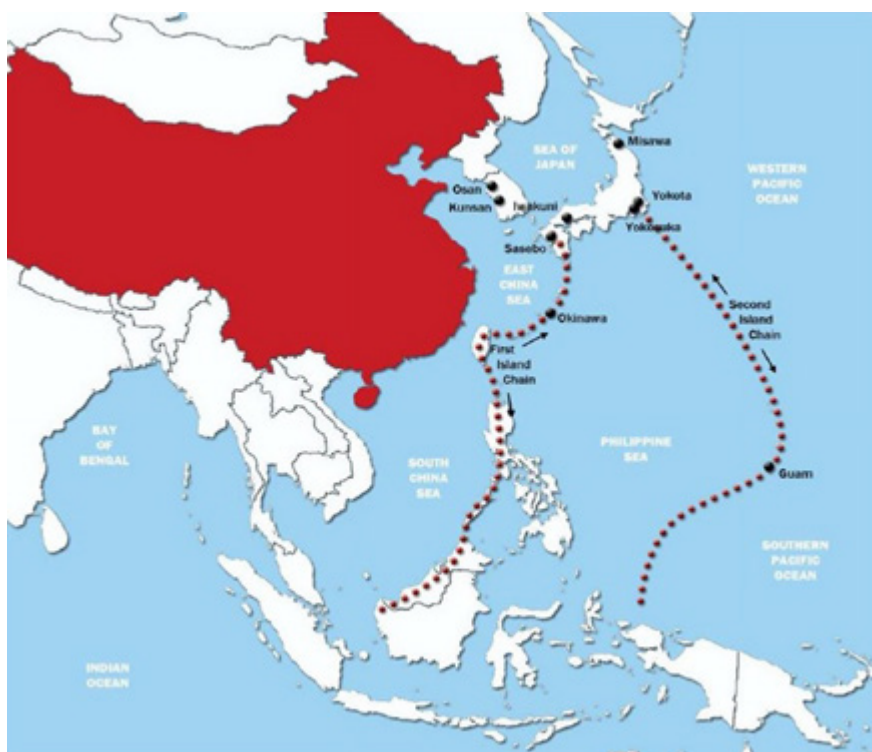 Misawa
SEA OF
JAPAN
WESTERN
PACIFIC
OCEAN
Osan
Kunsan
Iwakuni
Yokota
Yokosuka
Sasebo
EAST
CHINA
SEA
Okinawa
Second
Island
Chain
First
Island
Chain
BAY
OF
BENGAL
SOUTH
CHINA
SEA
PHILIPPINE
SEA
Guam
SOUTHERN
PACIFIC
OCEAN
INDIAN
OCEAN